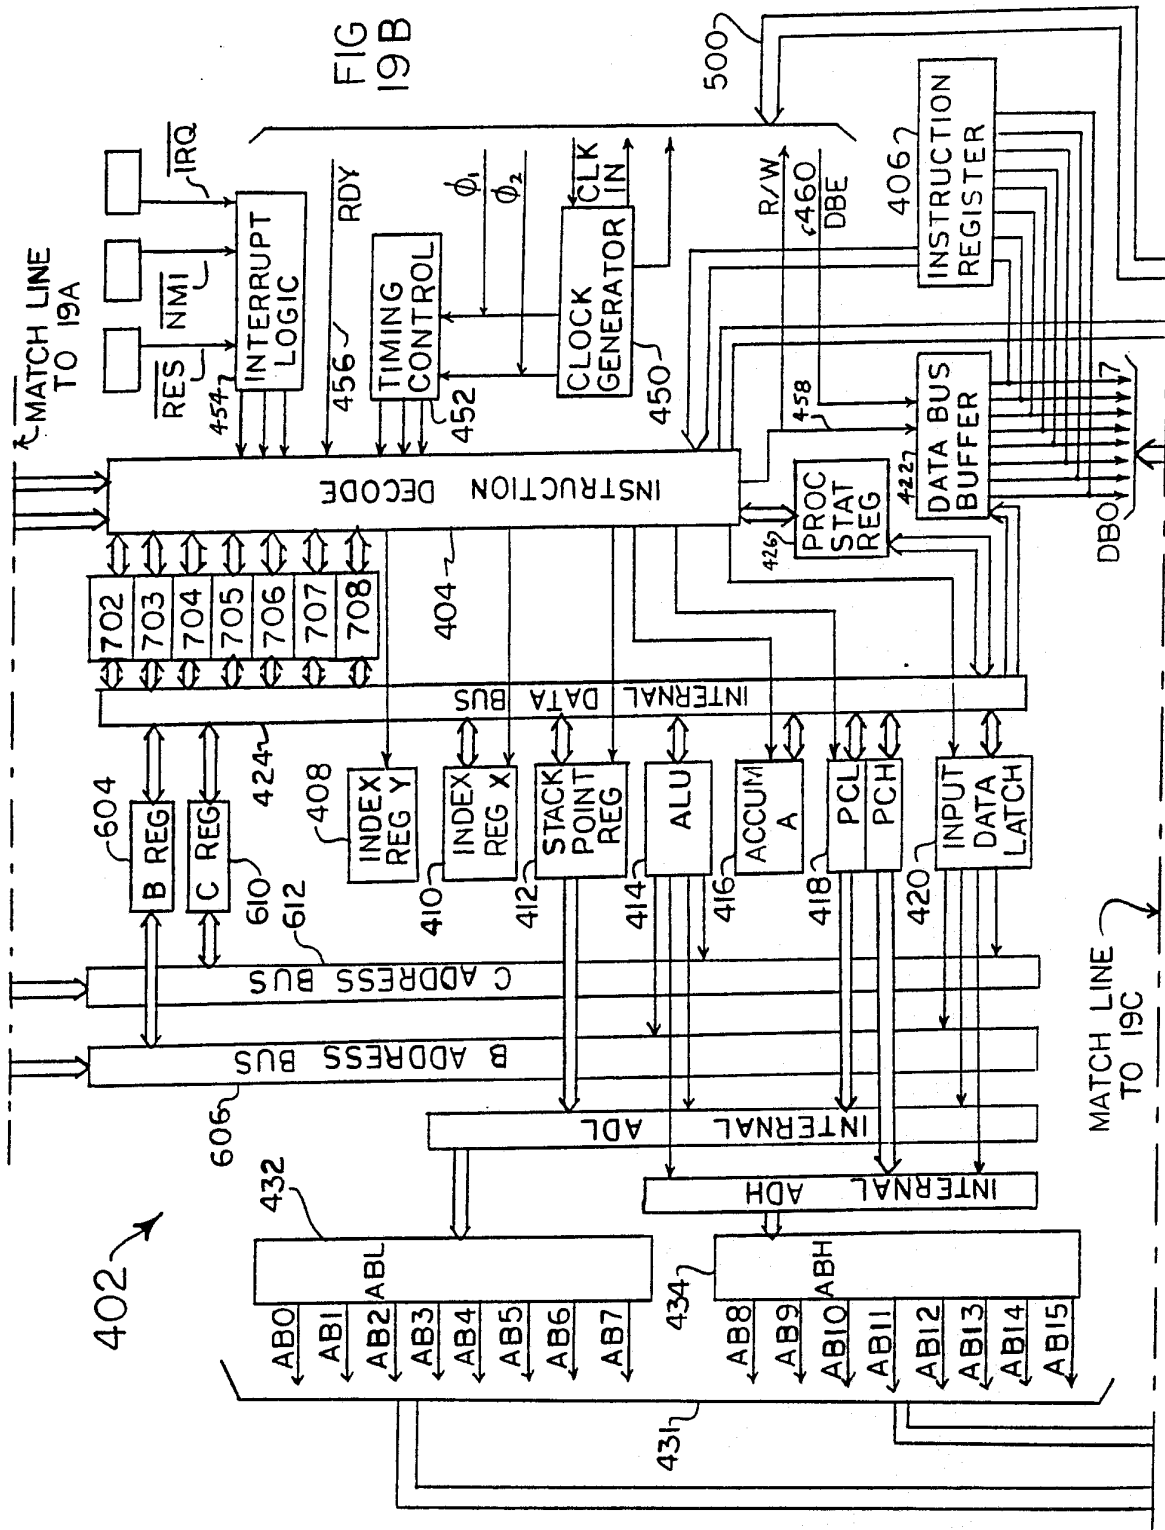 FIG
19B
MATCH LINE
TO 19A
500
IRQ
NMI
RES
454
INTERRUPT
LOGIC
RDY
456
TIMING
CONTROL
452
ϕ1
ϕ2
CLK
IN
CLOCK
GENERATOR
450
R/W
460
DBE
458
406
INSTRUCTION
REGISTER
INSTRUCTION DECODE
404
426
PROC
STAT
REG
422
DATA BUS
BUFFER
DB0
7
702
703
704
705
706
707
708
INTERNAL DATA BUS
424
604
B REG
C REG
610
612
408
INDEX
REG Y
410
INDEX
REG X
412
STACK
POINT
REG
414
ALU
416
ACCUM
A
418
PCL
PCH
420
INPUT
DATA
LATCH
C ADDRESS BUS
B ADDRESS BUS
606
INTERNAL ADL
INTERNAL ADH
402
432
ABL
434
ABH
AB0
AB1
AB2
AB3
AB4
AB5
AB6
AB7
AB8
AB9
AB10
AB11
AB12
AB13
AB14
AB15
431
MATCH LINE
TO 19C